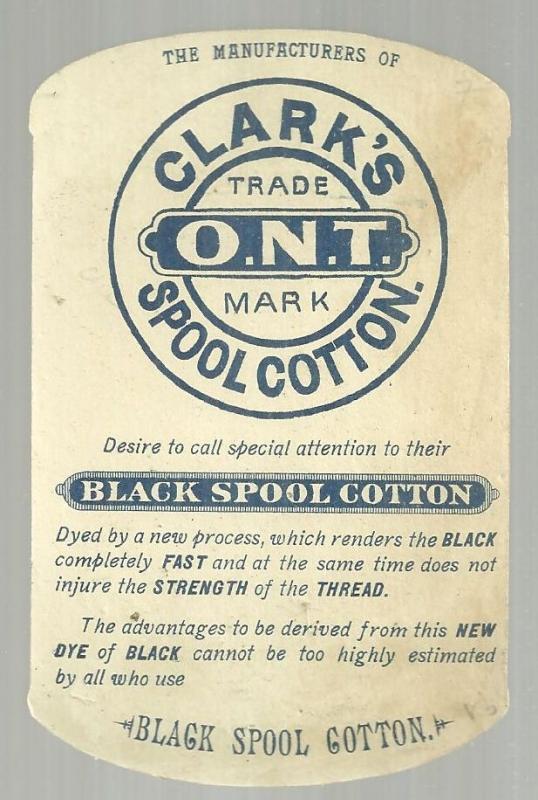 THE MANUFACTURERS OF
CLARK'S
TRADE
O.N.T.
MARK
SPOOL COTTON.
Desire to call special attention to their
BLACK SPOOL COTTON
Dyed by a new process, which renders the BLACK
completely FAST and at the same time does not
injure the STRENGTH of the THREAD.
The advantages to be derived from this NEW
DYE of BLACK cannot be too highly estimated
by all who use
BLACK SPOOL COTTON.